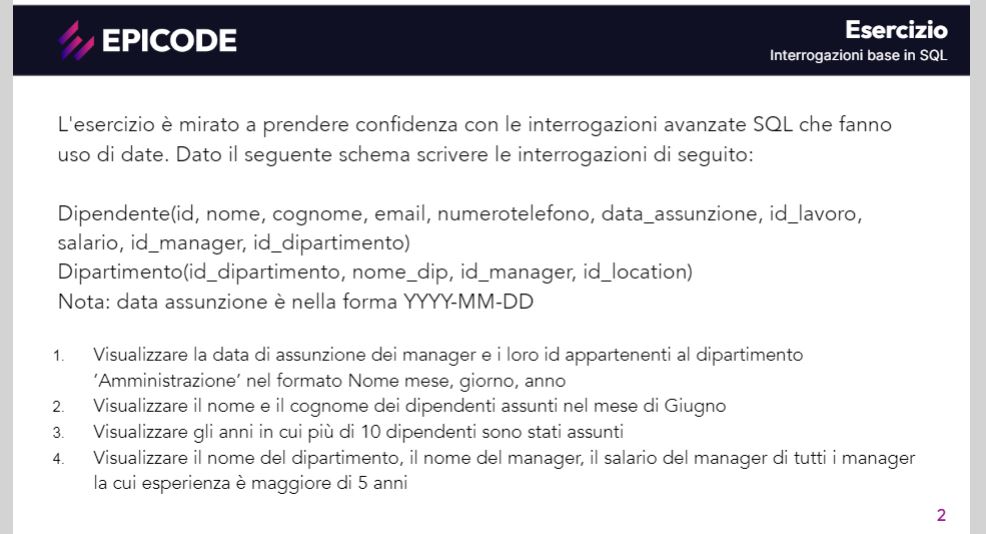 EPICODE
Esercizio
Interrogazioni base in SQL
L'esercizio è mirato a prendere confidenza con le interrogazioni avanzate SQL che fanno
uso di date. Dato il seguente schema scrivere le interrogazioni di seguito:
Dipendente(id, nome, cognome, email, numerotelefono, data_assunzione, id_lavoro,
salario, id_manager, id_dipartimento)
Dipartimento(id_dipartimento, nome_dip, id_manager, id_location)
Nota: data assunzione è nella forma YYYY-MM-DD
1. Visualizzare la data di assunzione dei manager e i loro id appartenenti al dipartimento
‘Amministrazione’ nel formato Nome mese, giorno, anno
2. Visualizzare il nome e il cognome dei dipendenti assunti nel mese di Giugno
3. Visualizzare gli anni in cui più di 10 dipendenti sono stati assunti
4. Visualizzare il nome del dipartimento, il nome del manager, il salario del manager di tutti i manager
la cui esperienza è maggiore di 5 anni
2